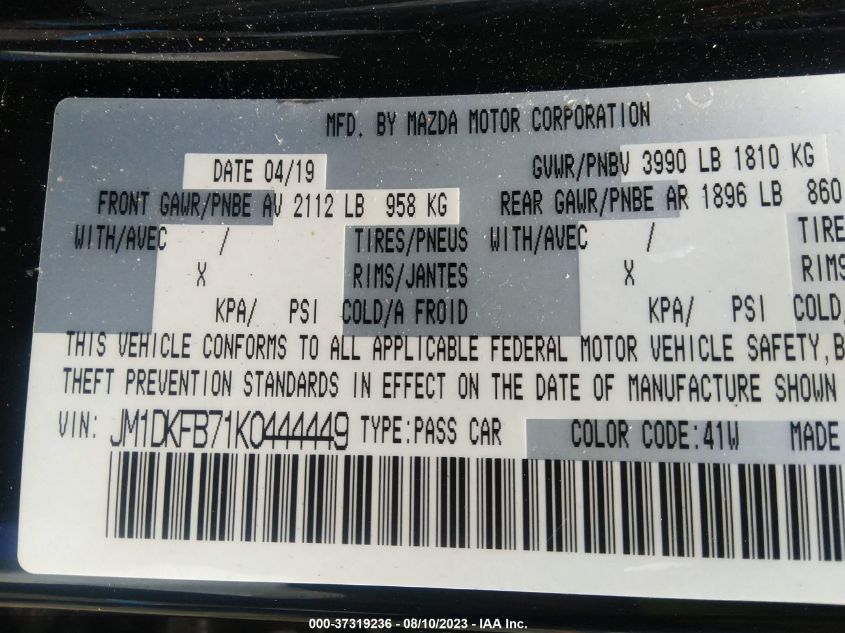 MFD. BY MAZDA MOTOR CORPORATION
DATE 04/19 GVWR/PNBV 3990 LB 1810 KG
FRONT GAWR/PNBE AV 2112 LB 958 KG REAR GAWR/PNBE AR 1896 LB 860
WITH/AVEC / TIRES/PNEUS WITH/AVEC / TIRE
X RIMS/JANTES X RIMS
KPA/ PSI COLD/A FROID KPA/ PSI COLD/
THIS VEHICLE CONFORMS TO ALL APPLICABLE FEDERAL MOTOR VEHICLE SAFETY, B
THEFT PREVENTION STANDARDS IN EFFECT ON THE DATE OF MANUFACTURE SHOWN
VIN: JM1DKFB71K0444449 TYPE:PASS CAR COLOR CODE:41W MADE
000-37319236 - 08/10/2023 - IAA Inc.